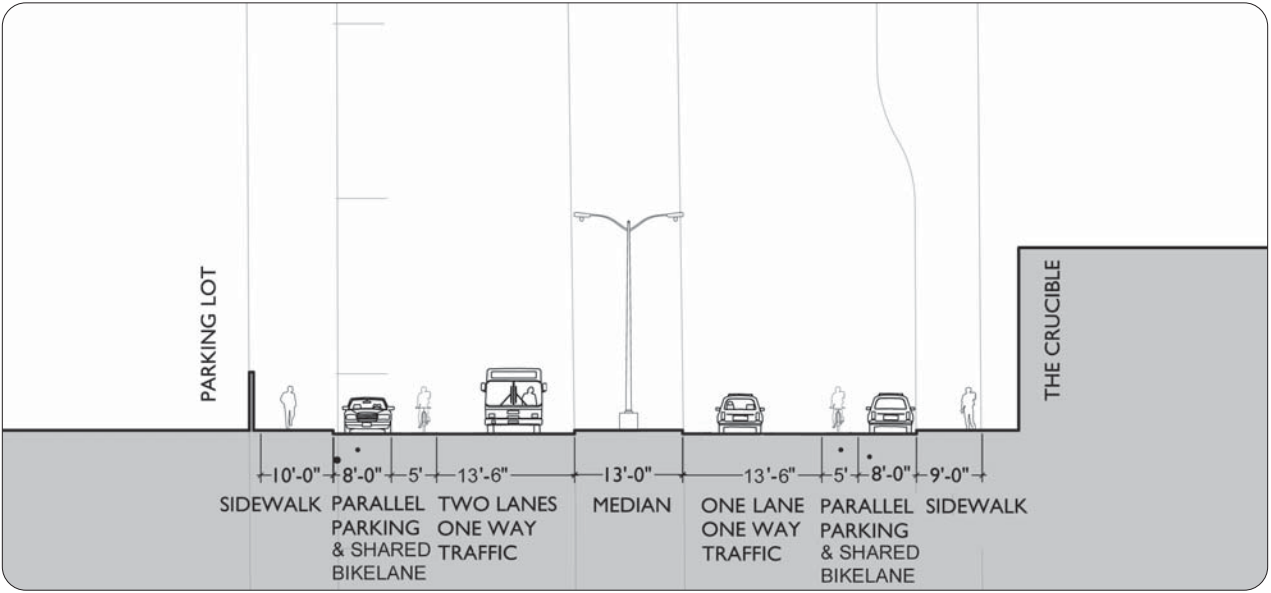 PARKING LOT
THE CRUCIBLE
10'-0" 8'-0" 5' 13'-6" 13'-0" 13'-6" 5' 8'-0" 9'-0"
SIDEWALK
PARALLEL
PARKING
& SHARED
BIKELANE
TWO LANES
ONE WAY
TRAFFIC
MEDIAN
ONE LANE
ONE WAY
TRAFFIC
PARALLEL
PARKING
& SHARED
BIKELANE
SIDEWALK